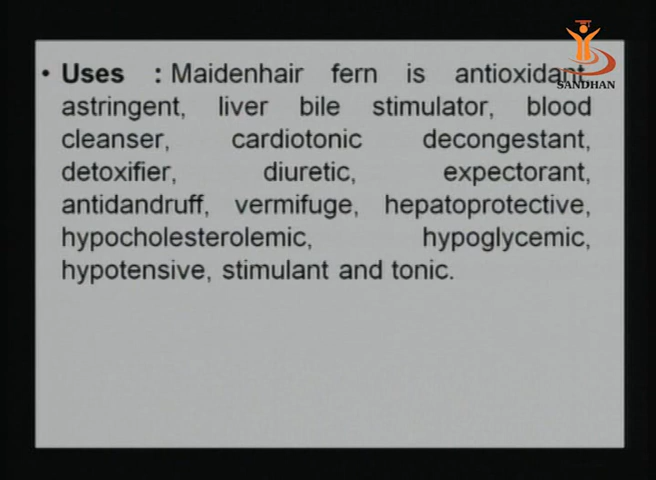 • Uses : Maidenhair fern is antioxidant
astringent, liver bile stimulator, blood
cleanser, cardiotonic decongestant,
detoxifier, diuretic, expectorant,
antidandruff, vermifuge, hepatoprotective,
hypocholesterolemic, hypoglycemic,
hypotensive, stimulant and tonic.
SANDHAN